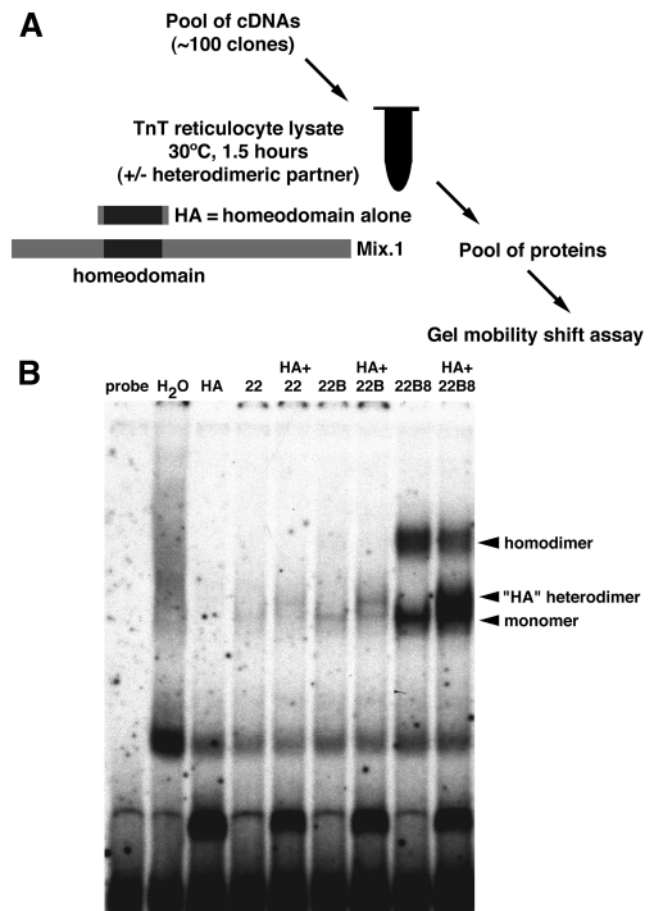 A
Pool of cDNAs
(~100 clones)
TnT reticulocyte lysate
30°C, 1.5 hours
(+/- heterodimeric partner)
HA = homeodomain alone
Mix.1
homeodomain
Pool of proteins
Gel mobility shift assay
B
probe H2O HA 22 HA+ 22 22B HA+ 22B 22B8 HA+ 22B8
homodimer
"HA" heterodimer
monomer